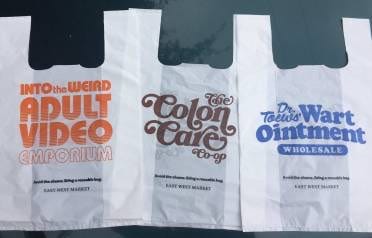 INTO the WEIRD
ADULT
VIDEO
EMPORIUM
Avoid the shame. Bring a reusable bag.
EAST WEST MARKET
The
Colon
Care
Co-op
Avoid the shame. Bring a reusable bag.
EAST WEST MARKET
Dr.
Toews' Wart
Ointment
WHOLESALE
Avoid the shame. Bring a reusable bag.
EAST WEST MARKET